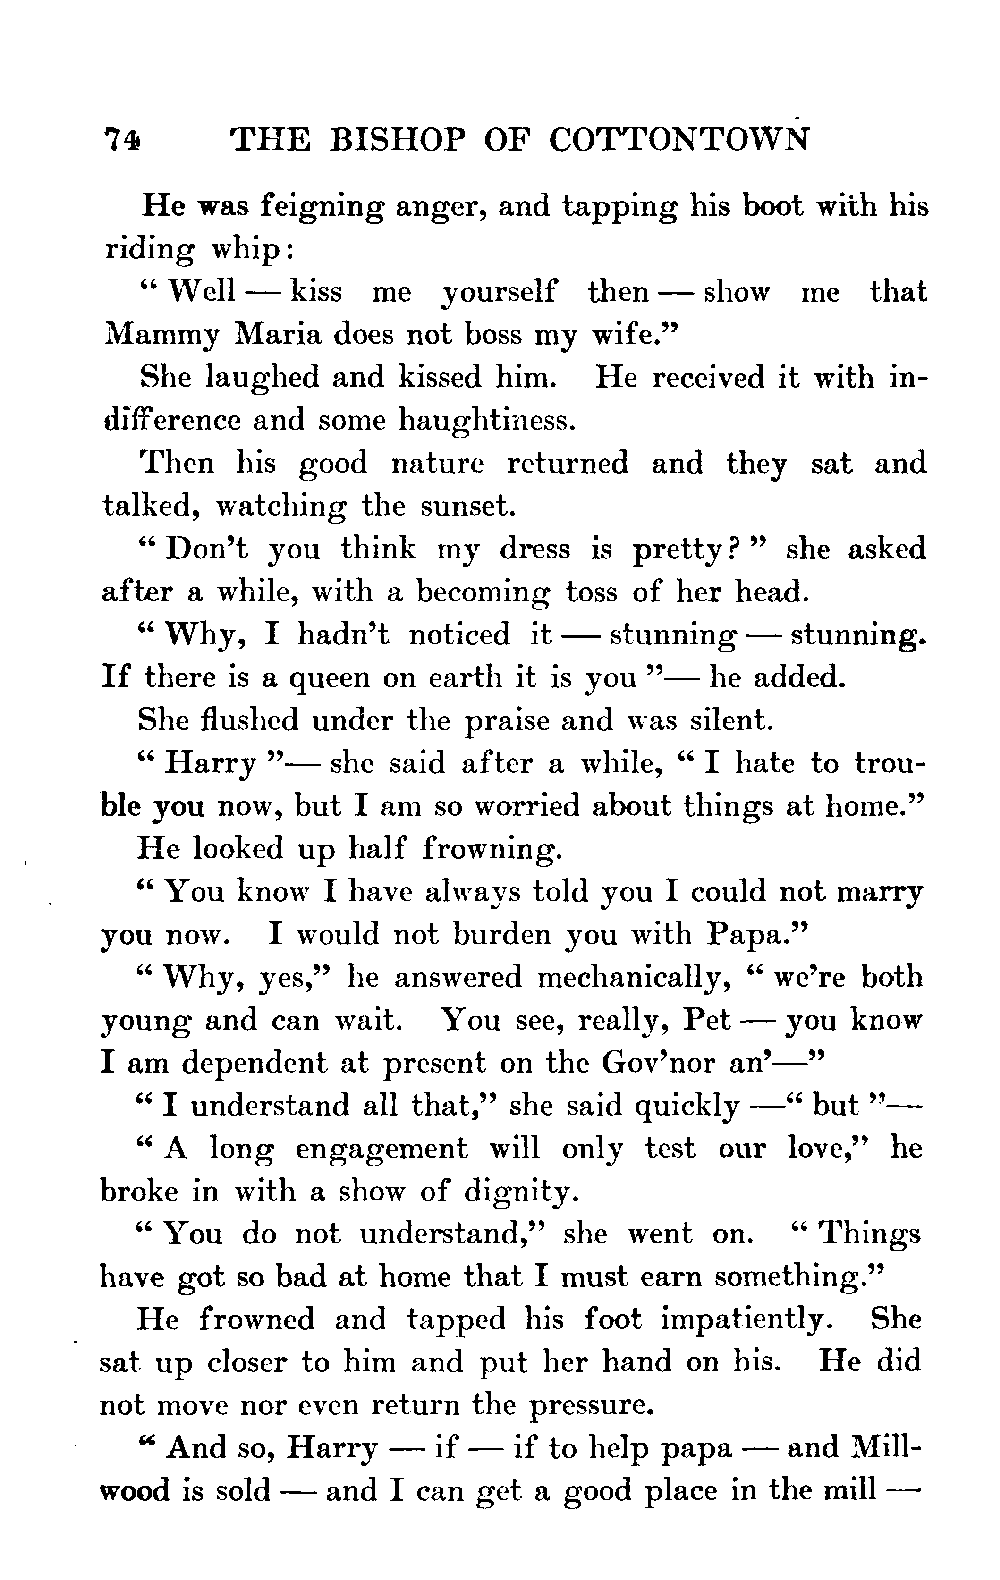 74 THE BISHOP OF COTTONTOWN
He was feigning anger, and tapping his boot with his
riding whip:
“ Well — kiss me yourself then — show me that
Mammy Maria does not boss my wife.”
She laughed and kissed him. He received it with in-
difference and some haughtiness.
Then his good nature returned and they sat and
talked, watching the sunset.
“ Don’t you think my dress is pretty? ” she asked
after a while, with a becoming toss of her head.
“ Why, I hadn’t noticed it — stunning — stunning.
If there is a queen on earth it is you ”— he added.
She flushed under the praise and was silent.
“ Harry ”— she said after a while, “ I hate to trou-
ble you now, but I am so worried about things at home.”
He looked up half frowning.
“ You know I have always told you I could not marry
you now. I would not burden you with Papa.”
“ Why, yes,” he answered mechanically, “ we’re both
young and can wait. You see, really, Pet — you know
I am dependent at present on the Gov’nor an’—”
“ I understand all that,” she said quickly —“ but ”—
“ A long engagement will only test our love,” he
broke in with a show of dignity.
“ You do not understand,” she went on. “ Things
have got so bad at home that I must earn something.”
He frowned and tapped his foot impatiently. She
sat up closer to him and put her hand on his. He did
not move nor even return the pressure.
“ And so, Harry — if — if to help papa — and Mill-
wood is sold — and I can get a good place in the mill —